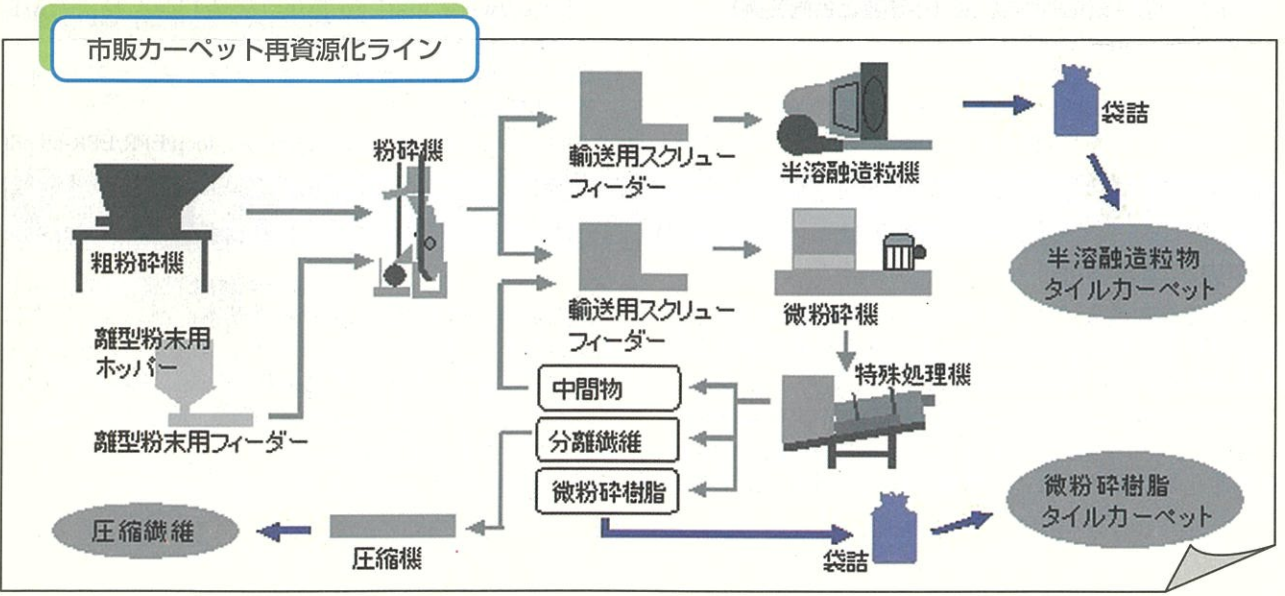 市販カーペット再資源化ライン
粗粉砕機
離型粉末用
ホッパー
離型粉末用フィーダー
粉砕機
輸送用スクリュー
フィーダー
半溶融造粒機
袋詰
半溶融造粒物
タイルカーペット
輸送用スクリュー
フィーダー
微粉砕機
特殊処理機
中間物
分離繊維
微粉砕樹脂
圧縮繊維
圧縮機
袋詰
微粉砕樹脂
タイルカーペット